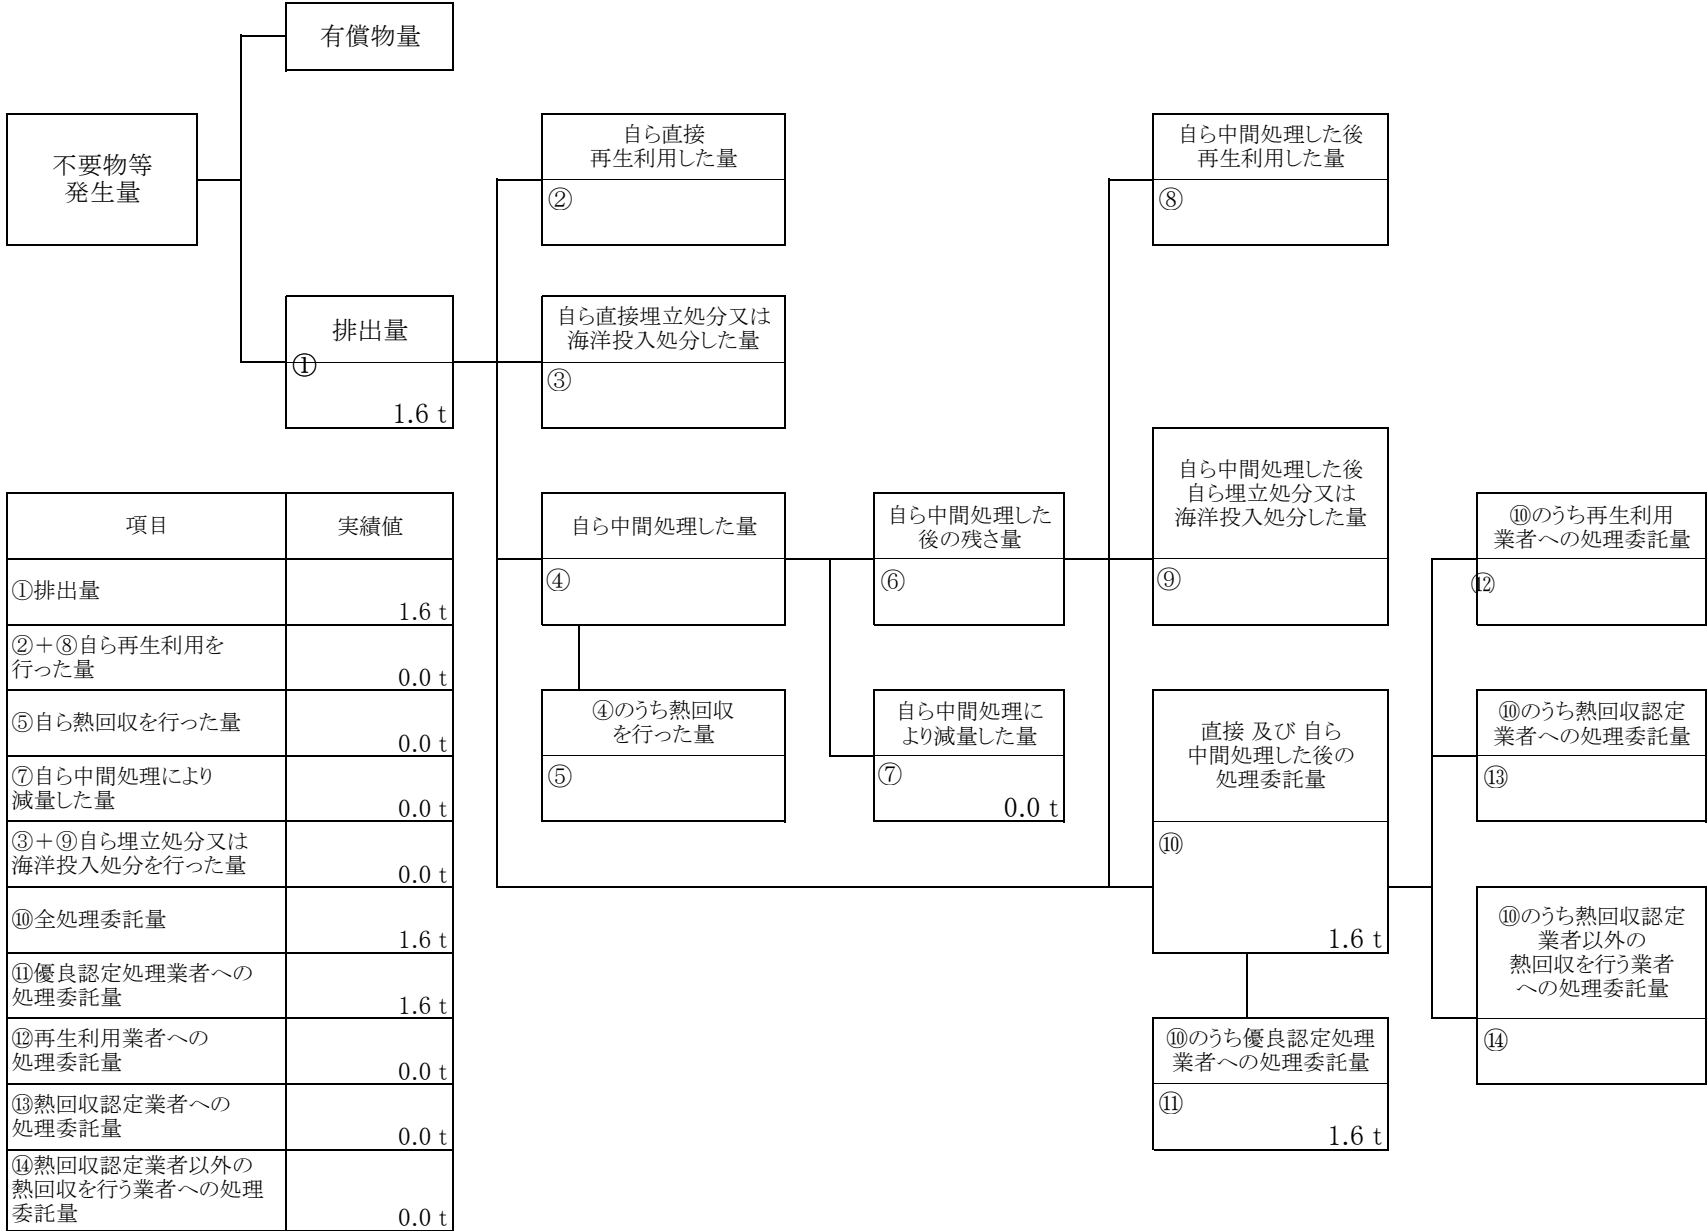 有償物量
不要物等
発生量
自ら直接
再生利用した量
②
自ら中間処理した後
再生利用した量
⑧
排出量
①
1.6 t
自ら直接埋立処分又は
海洋投入処分した量
③
自ら中間処理した量
④
自ら中間処理した
後の残さ量
⑥
自ら中間処理した後
自ら埋立処分又は
海洋投入処分した量
⑨
⑩のうち再生利用
業者への処理委託量
⑫
④のうち熱回収
を行った量
⑤
自ら中間処理に
より減量した量
⑦
0.0 t
直接 及び 自ら
中間処理した後の
処理委託量
⑩
1.6 t
⑩のうち熱回収認定
業者への処理委託量
⑬
⑩のうち熱回収認定
業者以外の
熱回収を行う業者
への処理委託量
⑭
⑩のうち優良認定処理
業者への処理委託量
⑪
1.6 t
項目 実績値
①排出量
1.6 t
②＋⑧自ら再生利用を
行った量
0.0 t
⑤自ら熱回収を行った量
0.0 t
⑦自ら中間処理により
減量した量
0.0 t
③＋⑨自ら埋立処分又は
海洋投入処分を行った量
0.0 t
⑩全処理委託量
1.6 t
⑪優良認定処理業者への
処理委託量
1.6 t
⑫再生利用業者への
処理委託量
0.0 t
⑬熱回収認定業者への
処理委託量
0.0 t
⑭熱回収認定業者以外の
熱回収を行う業者への処理
委託量
0.0 t